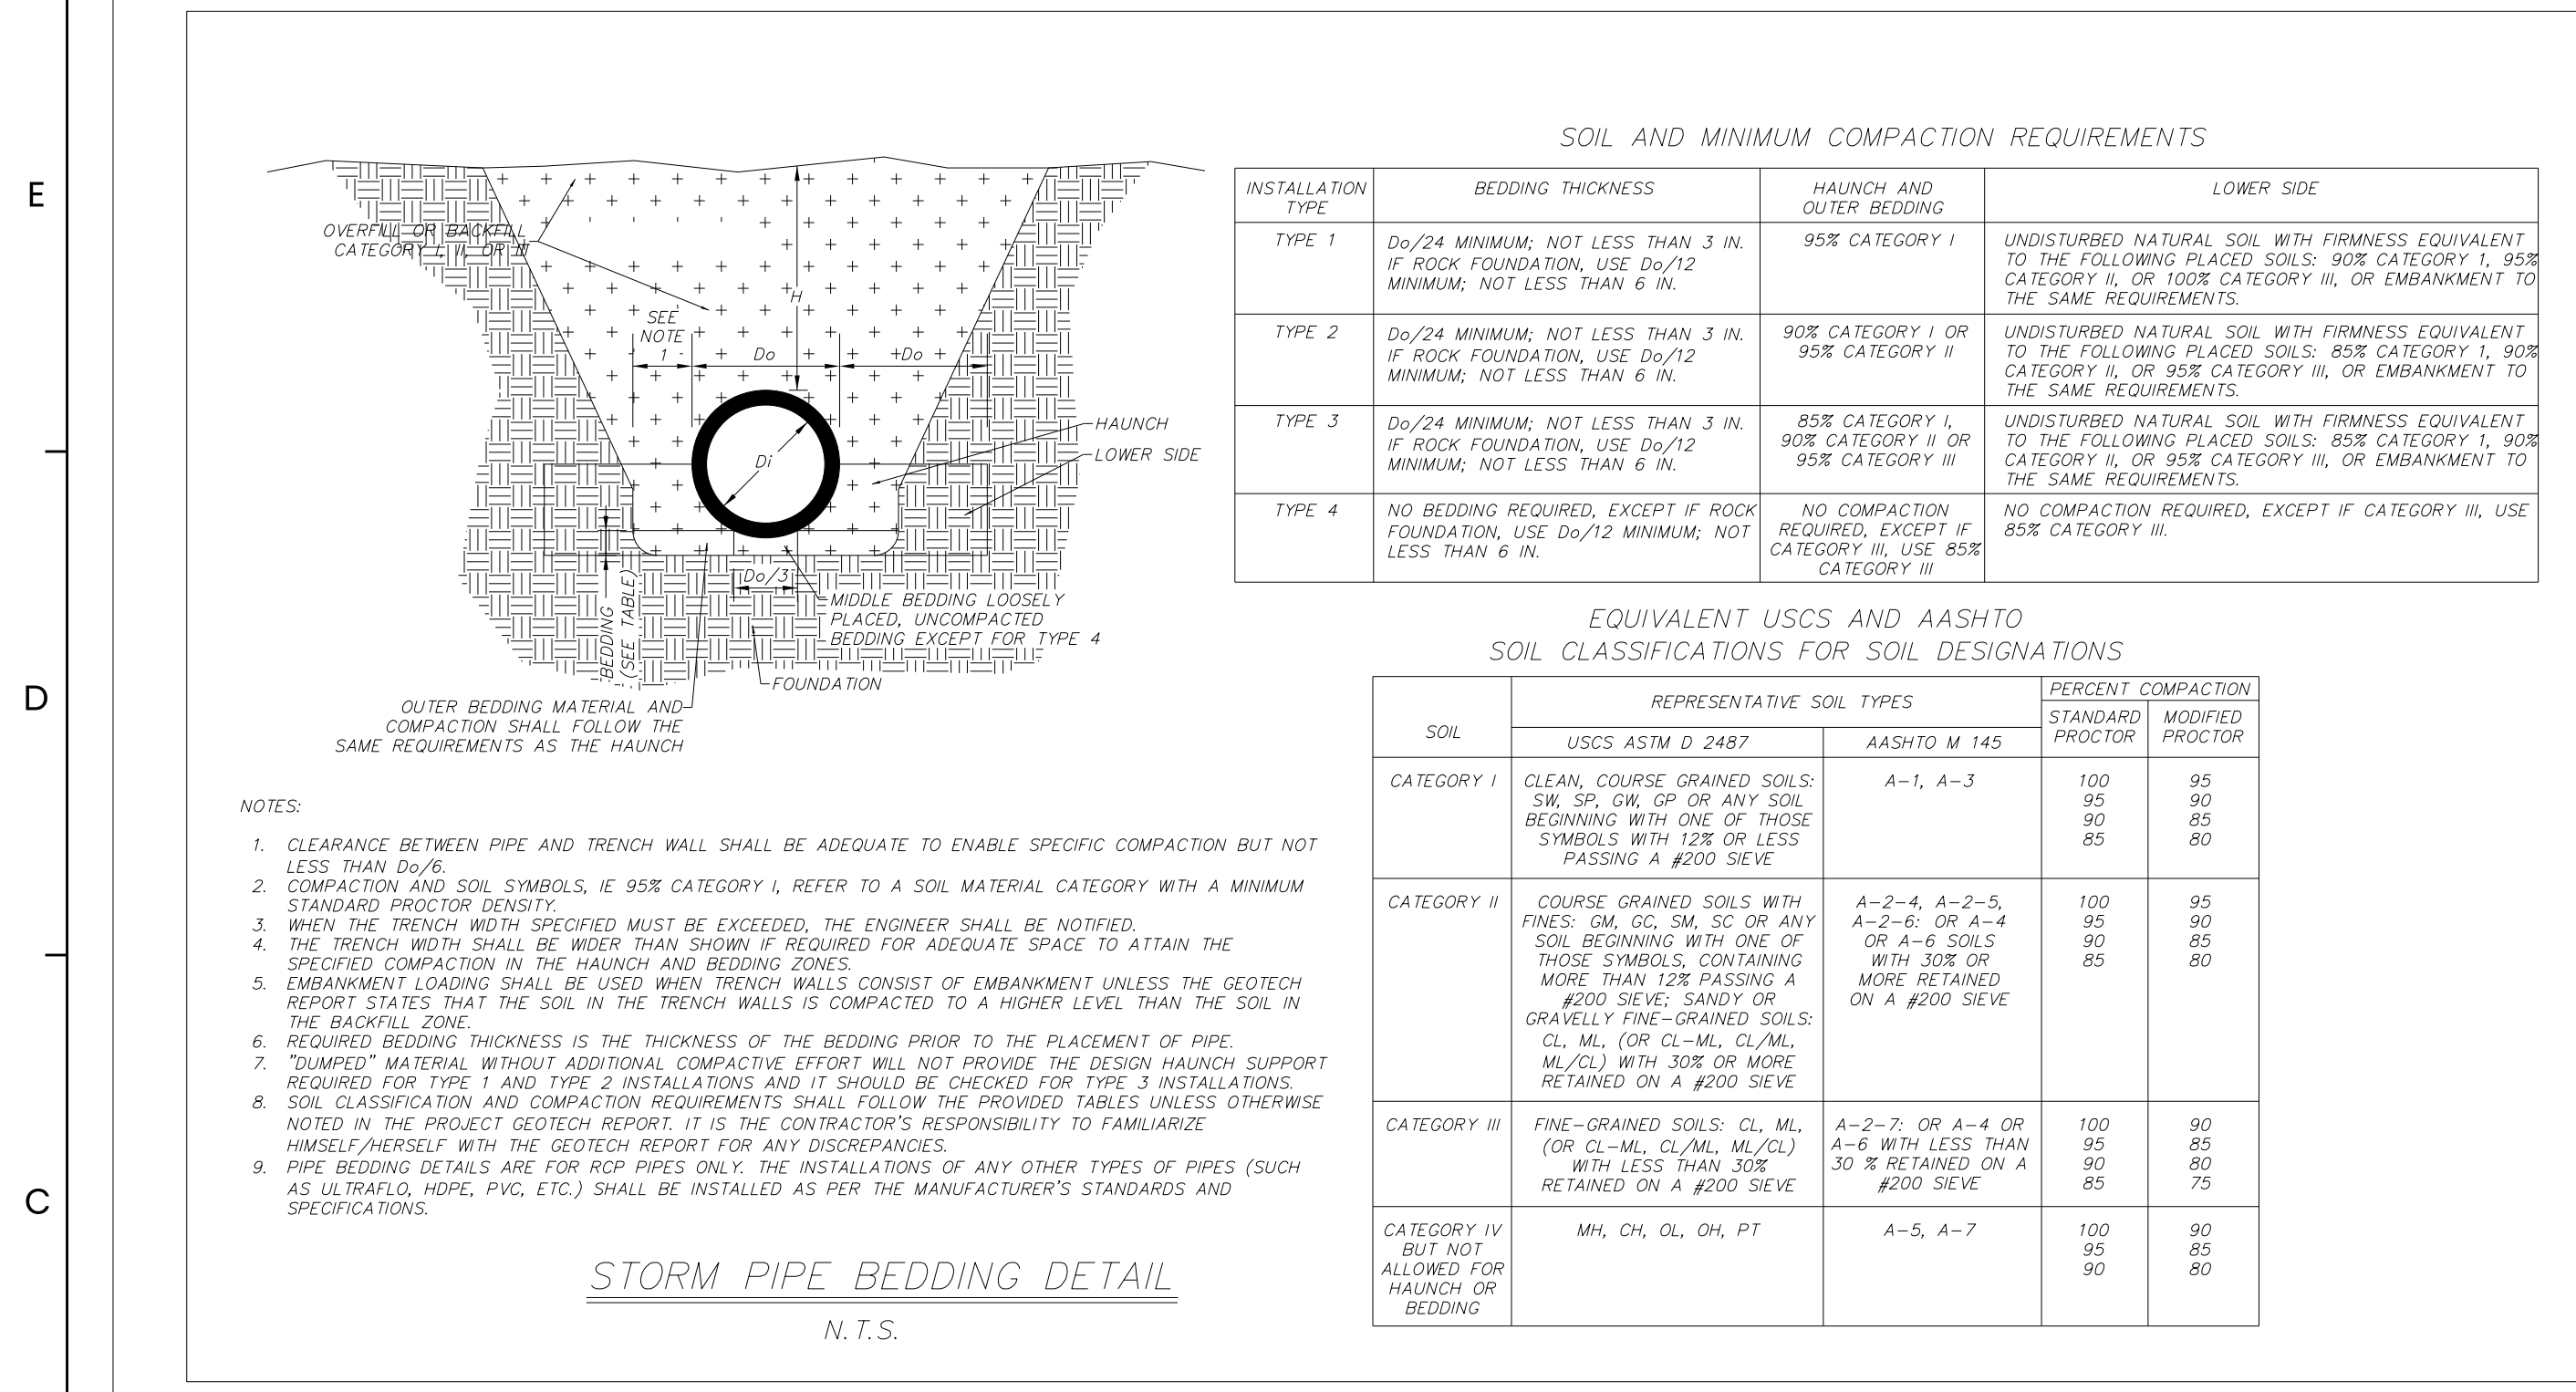 E
D
C
OVERFILL OR BACKFILL
CATEGORY I, II, OR III
SEE
NOTE
1
Do
Do
H
Di
HAUNCH
LOWER SIDE
Do/3
BEDDING
(SEE TABLE)
MIDDLE BEDDING LOOSELY
PLACED, UNCOMPACTED
BEDDING EXCEPT FOR TYPE 4
FOUNDATION
OUTER BEDDING MATERIAL AND
COMPACTION SHALL FOLLOW THE
SAME REQUIREMENTS AS THE HAUNCH
NOTES:
1. CLEARANCE BETWEEN PIPE AND TRENCH WALL SHALL BE ADEQUATE TO ENABLE SPECIFIC COMPACTION BUT NOT
LESS THAN Do/6.
2. COMPACTION AND SOIL SYMBOLS, IE 95% CATEGORY I, REFER TO A SOIL MATERIAL CATEGORY WITH A MINIMUM
STANDARD PROCTOR DENSITY.
3. WHEN THE TRENCH WIDTH SPECIFIED MUST BE EXCEEDED, THE ENGINEER SHALL BE NOTIFIED.
4. THE TRENCH WIDTH SHALL BE WIDER THAN SHOWN IF REQUIRED FOR ADEQUATE SPACE TO ATTAIN THE
SPECIFIED COMPACTION IN THE HAUNCH AND BEDDING ZONES.
5. EMBANKMENT LOADING SHALL BE USED WHEN TRENCH WALLS CONSIST OF EMBANKMENT UNLESS THE GEOTECH
REPORT STATES THAT THE SOIL IN THE TRENCH WALLS IS COMPACTED TO A HIGHER LEVEL THAN THE SOIL IN
THE BACKFILL ZONE.
6. REQUIRED BEDDING THICKNESS IS THE THICKNESS OF THE BEDDING PRIOR TO THE PLACEMENT OF PIPE.
7. "DUMPED" MATERIAL WITHOUT ADDITIONAL COMPACTIVE EFFORT WILL NOT PROVIDE THE DESIGN HAUNCH SUPPORT
REQUIRED FOR TYPE 1 AND TYPE 2 INSTALLATIONS AND IT SHOULD BE CHECKED FOR TYPE 3 INSTALLATIONS.
8. SOIL CLASSIFICATION AND COMPACTION REQUIREMENTS SHALL FOLLOW THE PROVIDED TABLES UNLESS OTHERWISE
NOTED IN THE PROJECT GEOTECH REPORT. IT IS THE CONTRACTOR'S RESPONSIBILITY TO FAMILIARIZE
HIMSELF/HERSELF WITH THE GEOTECH REPORT FOR ANY DISCREPANCIES.
9. PIPE BEDDING DETAILS ARE FOR RCP PIPES ONLY. THE INSTALLATIONS OF ANY OTHER TYPES OF PIPES (SUCH
AS ULTRAFLO, HDPE, PVC, ETC.) SHALL BE INSTALLED AS PER THE MANUFACTURER'S STANDARDS AND
SPECIFICATIONS.
STORM PIPE BEDDING DETAIL
N.T.S.
SOIL AND MINIMUM COMPACTION REQUIREMENTS
INSTALLATION
TYPE
BEDDING THICKNESS
HAUNCH AND
OUTER BEDDING
LOWER SIDE
TYPE 1
Do/24 MINIMUM; NOT LESS THAN 3 IN.
IF ROCK FOUNDATION, USE Do/12
MINIMUM; NOT LESS THAN 6 IN.
95% CATEGORY I
UNDISTURBED NATURAL SOIL WITH FIRMNESS EQUIVALENT
TO THE FOLLOWING PLACED SOILS: 90% CATEGORY 1, 95%
CATEGORY II, OR 100% CATEGORY III, OR EMBANKMENT TO
THE SAME REQUIREMENTS.
TYPE 2
Do/24 MINIMUM; NOT LESS THAN 3 IN.
IF ROCK FOUNDATION, USE Do/12
MINIMUM; NOT LESS THAN 6 IN.
90% CATEGORY I OR
95% CATEGORY II
UNDISTURBED NATURAL SOIL WITH FIRMNESS EQUIVALENT
TO THE FOLLOWING PLACED SOILS: 85% CATEGORY 1, 90%
CATEGORY II, OR 95% CATEGORY III, OR EMBANKMENT TO
THE SAME REQUIREMENTS.
TYPE 3
Do/24 MINIMUM; NOT LESS THAN 3 IN.
IF ROCK FOUNDATION, USE Do/12
MINIMUM; NOT LESS THAN 6 IN.
85% CATEGORY I,
90% CATEGORY II OR
95% CATEGORY III
UNDISTURBED NATURAL SOIL WITH FIRMNESS EQUIVALENT
TO THE FOLLOWING PLACED SOILS: 85% CATEGORY 1, 90%
CATEGORY II, OR 95% CATEGORY III, OR EMBANKMENT TO
THE SAME REQUIREMENTS.
TYPE 4
NO BEDDING REQUIRED, EXCEPT IF ROCK
FOUNDATION, USE Do/12 MINIMUM; NOT
LESS THAN 6 IN.
NO COMPACTION
REQUIRED, EXCEPT IF
CATEGORY III, USE 85%
CATEGORY III
NO COMPACTION REQUIRED, EXCEPT IF CATEGORY III, USE
85% CATEGORY III.
EQUIVALENT USCS AND AASHTO
SOIL CLASSIFICATIONS FOR SOIL DESIGNATIONS
SOIL
REPRESENTATIVE SOIL TYPES
PERCENT COMPACTION
USCS ASTM D 2487
AASHTO M 145
STANDARD
PROCTOR
MODIFIED
PROCTOR
CATEGORY I
CLEAN, COURSE GRAINED SOILS:
SW, SP, GW, GP OR ANY SOIL
BEGINNING WITH ONE OF THOSE
SYMBOLS WITH 12% OR LESS
PASSING A #200 SIEVE
A-1, A-3
100
95
90
85
95
90
85
80
CATEGORY II
COURSE GRAINED SOILS WITH
FINES: GM, GC, SM, SC OR ANY
SOIL BEGINNING WITH ONE OF
THOSE SYMBOLS, CONTAINING
MORE THAN 12% PASSING A
#200 SIEVE; SANDY OR
GRAVELLY FINE-GRAINED SOILS:
CL, ML, (OR CL-ML, CL/ML,
ML/CL) WITH 30% OR MORE
RETAINED ON A #200 SIEVE
A-2-4, A-2-5,
A-2-6: OR A-4
OR A-6 SOILS
WITH 30% OR
MORE RETAINED
ON A #200 SIEVE
100
95
90
85
95
90
85
80
CATEGORY III
FINE-GRAINED SOILS: CL, ML,
(OR CL-ML, CL/ML, ML/CL)
WITH LESS THAN 30%
RETAINED ON A #200 SIEVE
A-2-7: OR A-4 OR
A-6 WITH LESS THAN
30 % RETAINED ON A
#200 SIEVE
100
95
90
85
90
85
80
75
CATEGORY IV
BUT NOT
ALLOWED FOR
HAUNCH OR
BEDDING
MH, CH, OL, OH, PT
A-5, A-7
100
95
90
90
85
80